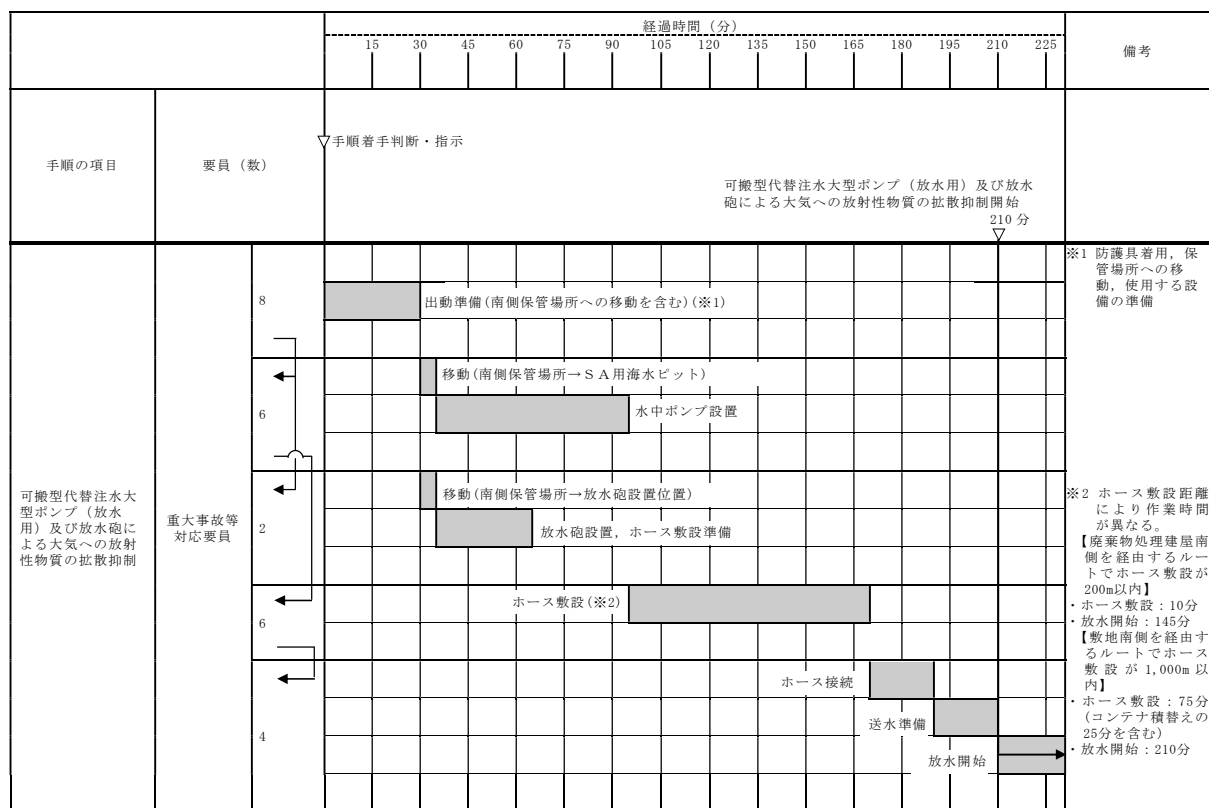 経過時間（分）
15 30 45 60 75 90 105 120 135 150 165 180 195 210 225
備考
手順の項目
要員（数）
▽手順着手判断・指示
可搬型代替注水大型ポンプ（放水用）及び放水
砲による大気への放射性物質の拡散抑制開始
210 分
▽
可搬型代替注水大
型ポンプ（放水
用）及び放水砲に
よる大気への放射
性物質の拡散抑制
重大事故等
対応要員
8
出動準備(南側保管場所への移動を含む)(※1)
6
移動(南側保管場所→ＳＡ用海水ピット)
水中ポンプ設置
2
移動(南側保管場所→放水砲設置位置)
放水砲設置，ホース敷設準備
6
ホース敷設(※2)
4
ホース接続
送水準備
放水開始
※1 防護具着用，保
管場所への移
動，使用する設
備の準備
※2 ホース敷設距離
により作業時間
が異なる。
【廃棄物処理建屋南
側を経由するルー
トでホース敷設が
200m以内】
・ホース敷設：10分
・放水開始：145分
【敷地南側を経由す
るルートでホース
敷設が1,000m以
内】
・ホース敷設：75分
(コンテナ積替えの
25分を含む)
・放水開始：210分